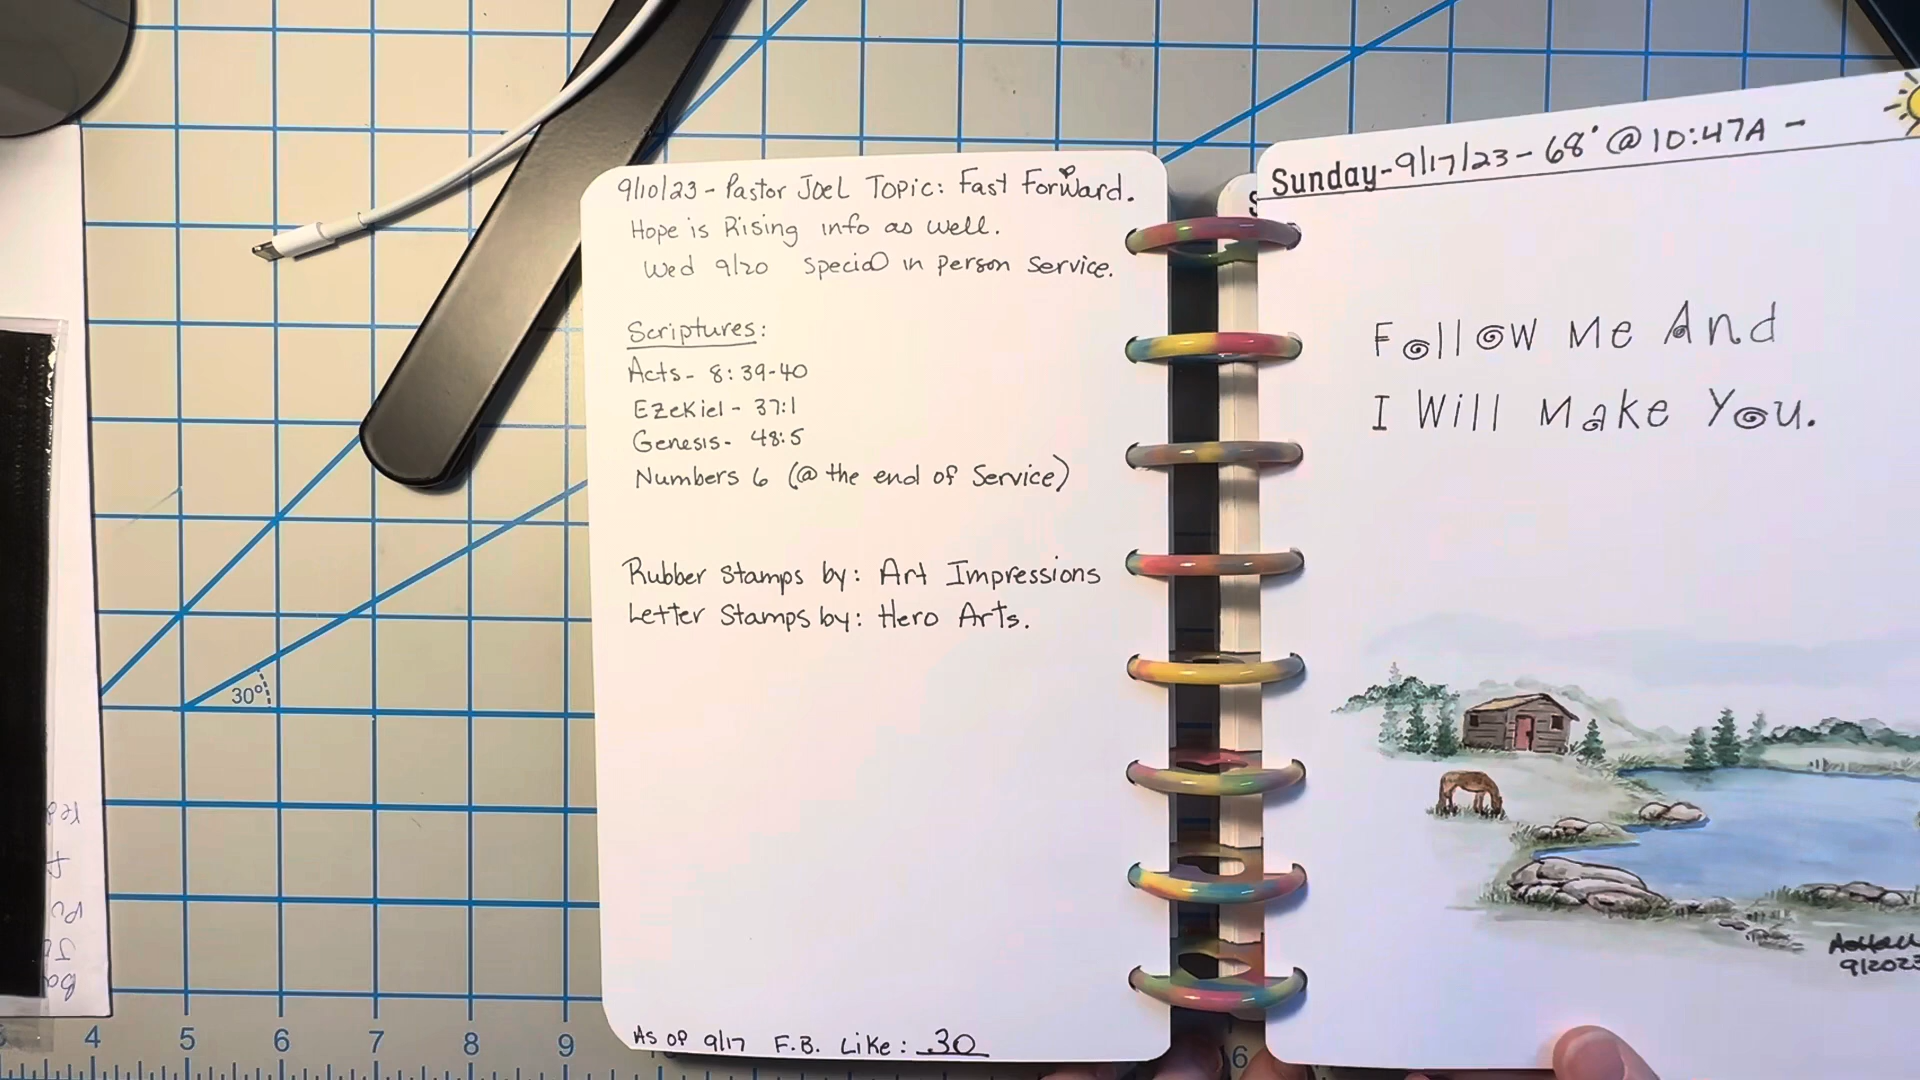 9/10/23 - Pastor Joel Topic: Fast Forward.
Hope is Rising info as well.
Wed 9/20 special in person service.
Scriptures:
Acts - 8:39-40
Ezekiel - 37:1
Genesis - 48:5
Numbers 6 (@ the end of Service)
Rubber Stamps by: Art Impressions
Letter Stamps by: Hero Arts.
As of 9/17 F.B. Like: 30
Sunday - 9/17/23 - 68° @ 10:47A -
Follow Me And
I Will Make You.
9/2023
30°
4 5 6 7 8 9
16